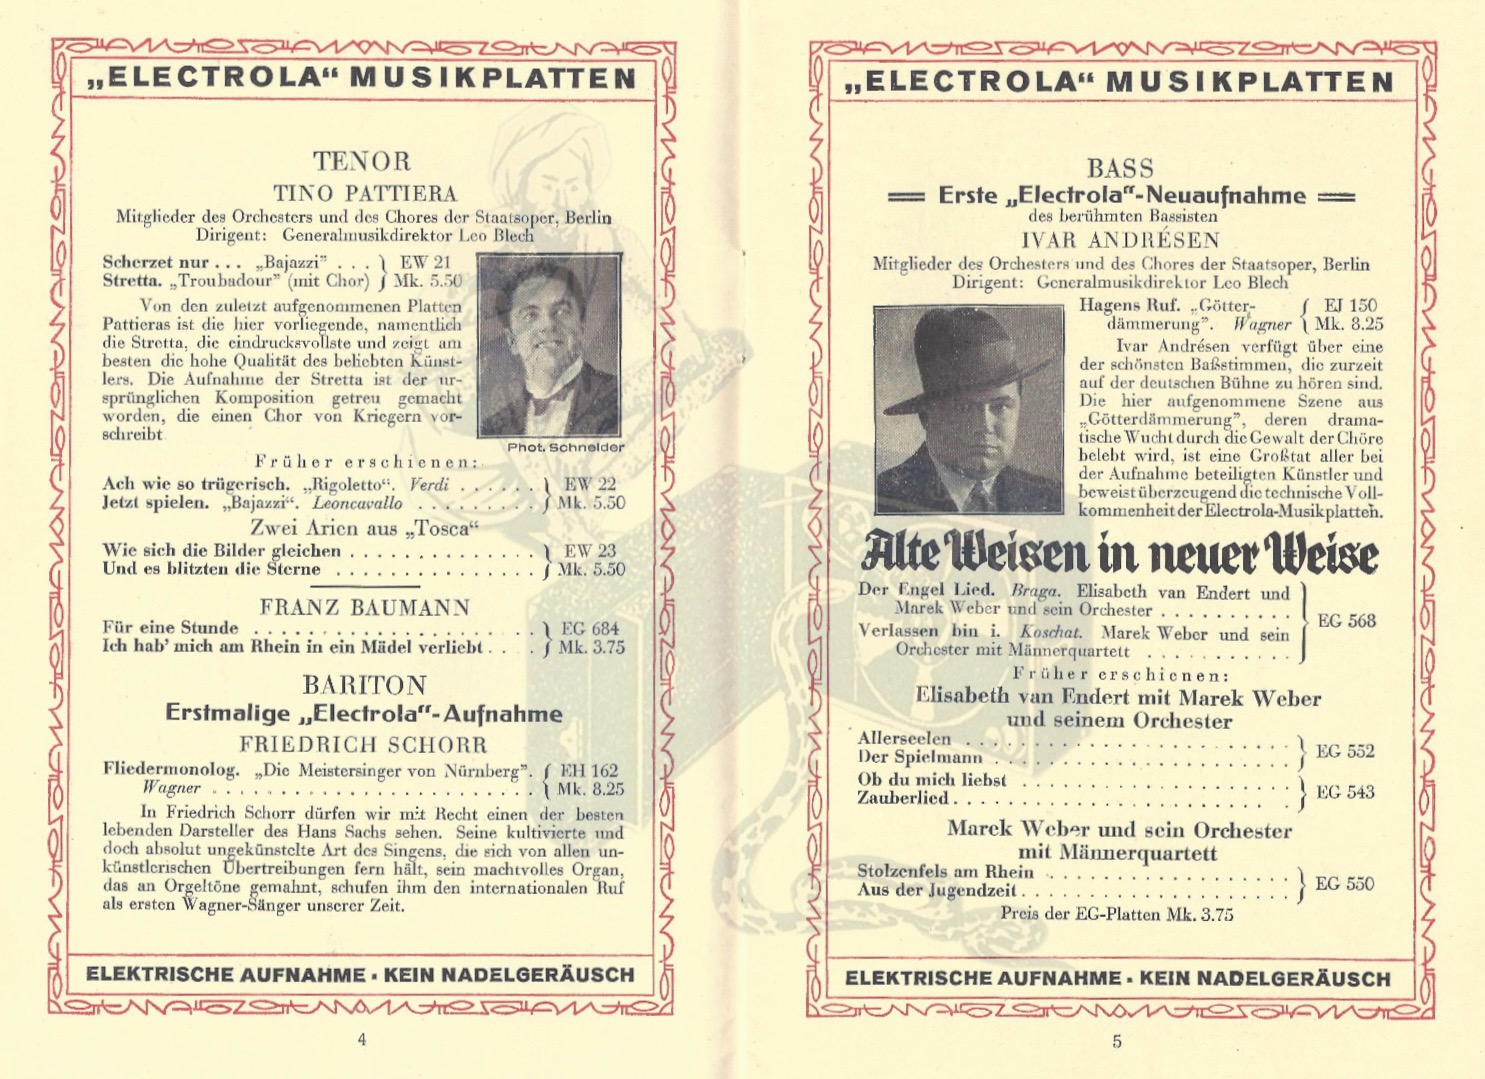 „ELECTROLA“ MUSIKPLATTEN
TENOR
TINO PATTIERA
Mitglieder des Orchesters und des Chores der Staatsoper, Berlin
Dirigent: Generalmusikdirektor Leo Blech
Scherzet nur . . . „Bajazzi” . . . } EW 21
Stretta. „Troubadour” (mit Chor) } Mk. 5.50
Von den zuletzt aufgenommenen Platten
Pattieras ist die hier vorliegende, namentlich
die Stretta, die eindrucksvollste und zeigt am
besten die hohe Qualität des beliebten Künst-
lers. Die Aufnahme der Stretta ist der ur-
sprünglichen Komposition getreu gemacht
worden, die einen Chor von Kriegern vor-
schreibt
Phot. Schneider
Früher erschienen:
Ach wie so trügerisch. „Rigoletto“. Verdi . . . . . . . } EW 22
Jetzt spielen. „Bajazzi“. Leoncavallo . . . . . . . . . } Mk. 5.50
Zwei Arien aus „Tosca“
Wie sich die Bilder gleichen . . . . . . . . . . . . . . } EW 23
Und es blitzten die Sterne . . . . . . . . . . . . . . . } Mk. 5.50
FRANZ BAUMANN
Für eine Stunde . . . . . . . . . . . . . . . . . . . . . } EG 684
Ich hab’ mich am Rhein in ein Mädel verliebt . . . . } Mk. 3.75
BARITON
Erstmalige „Electrola“-Aufnahme
FRIEDRICH SCHORR
Fliedermonolog. „Die Meistersinger von Nürnberg”. { EH 162
Wagner . . . . . . . . . . . . . . . . . . . . . . . . { Mk. 8.25
In Friedrich Schorr dürfen wir mit Recht einen der besten
lebenden Darsteller des Hans Sachs sehen. Seine kultivierte und
doch absolut ungekünstelte Art des Singens, die sich von allen un-
künstlerischen Übertreibungen fern hält, sein machtvolles Organ,
das an Orgeltöne gemahnt, schufen ihm den internationalen Ruf
als ersten Wagner-Sänger unserer Zeit.
ELEKTRISCHE AUFNAHME · KEIN NADELGERÄUSCH
4
„ELECTROLA“ MUSIKPLATTEN
BASS
Erste „Electrola“-Neuaufnahme
des berühmten Bassisten
IVAR ANDRÉSEN
Mitglieder des Orchesters und des Chores der Staatsoper, Berlin
Dirigent: Generalmusikdirektor Leo Blech
Hagens Ruf. „Götter- { EJ 150
dämmerung”. Wagner { Mk. 8.25
Ivar Andrésen verfügt über eine
der schönsten Baßstimmen, die zurzeit
auf der deutschen Bühne zu hören sind.
Die hier aufgenommene Szene aus
„Götterdämmerung”, deren drama-
tische Wucht durch die Gewalt der Chöre
belebt wird, ist eine Großtat aller bei
der Aufnahme beteiligten Künstler und
beweist überzeugend die technische Voll-
kommenheit der Electrola-Musikplatten.
Alte Weisen in neuer Weise
Der Engel Lied. Braga. Elisabeth van Endert und
Marek Weber und sein Orchester . . . . . . . . .
} EG 568
Verlassen bin i. Koschat. Marek Weber und sein
Orchester mit Männerquartett . . . . . . . . . .
Früher erschienen:
Elisabeth van Endert mit Marek Weber
und seinem Orchester
Allerseelen . . . . . . . . . . . . . . . . . . . . .
Der Spielmann . . . . . . . . . . . . . . . . . . . } EG 552
Ob du mich liebst . . . . . . . . . . . . . . . . .
Zauberlied . . . . . . . . . . . . . . . . . . . . . } EG 543
Marek Weber und sein Orchester
mit Männerquartett
Stolzenfels am Rhein . . . . . . . . . . . . . . .
Aus der Jugendzeit . . . . . . . . . . . . . . . . } EG 550
Preis der EG-Platten Mk. 3.75
ELEKTRISCHE AUFNAHME · KEIN NADELGERÄUSCH
5